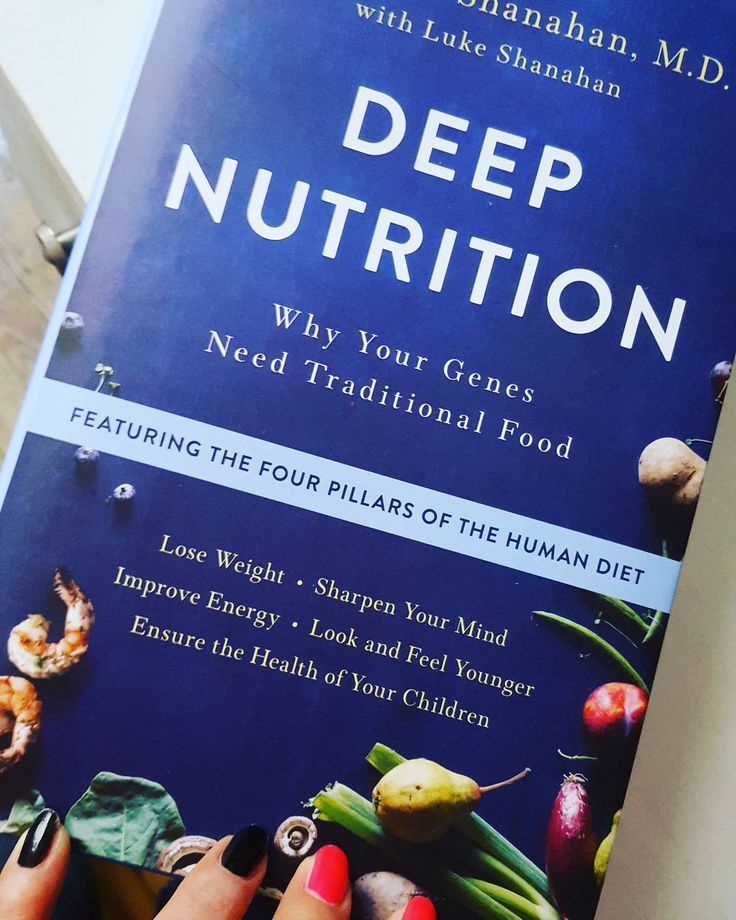 Shanahan, M.D.
with Luke Shanahan
DEEP
NUTRITION
Why Your Genes
Need Traditional Food
FEATURING THE FOUR PILLARS OF THE HUMAN DIET
Lose Weight • Sharpen Your Mind
Improve Energy • Look and Feel Younger
Ensure the Health of Your Children